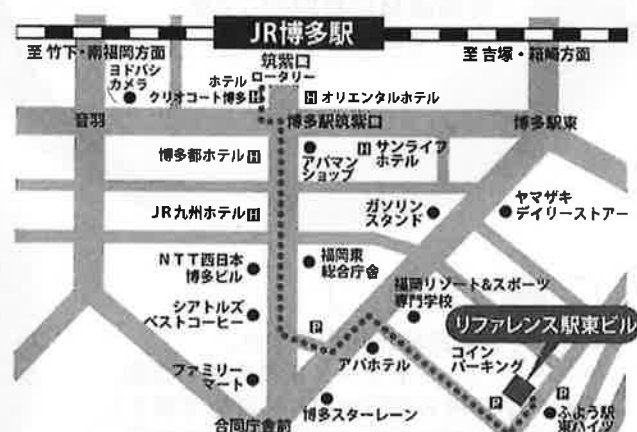 JR博多駅
至 竹下・南福岡方面
筑紫口
ロータリー
至 吉塚・箱崎方面
ヨドバシ
カメラ
ホテル
クリオコート博多 H
H オリエンタルホテル
音羽
博多駅筑紫口
博多駅東
博多都ホテル H
アパマン
ショップ
H サンライフ
ホテル
JR九州ホテル H
ガソリン
スタンド
ヤマザキ
デイリーストアー
NTT西日本
博多ビル
福岡東
総合庁舎
福岡リゾート&スポーツ
専門学校
シアトルズ
ベストコーヒー
P
リファレンス駅東ビル
アパホテル
コイン
パーキング
ファミリー
マート
博多スターレーン
P
P
ふよう駅
東ハイツ
合同庁舎前